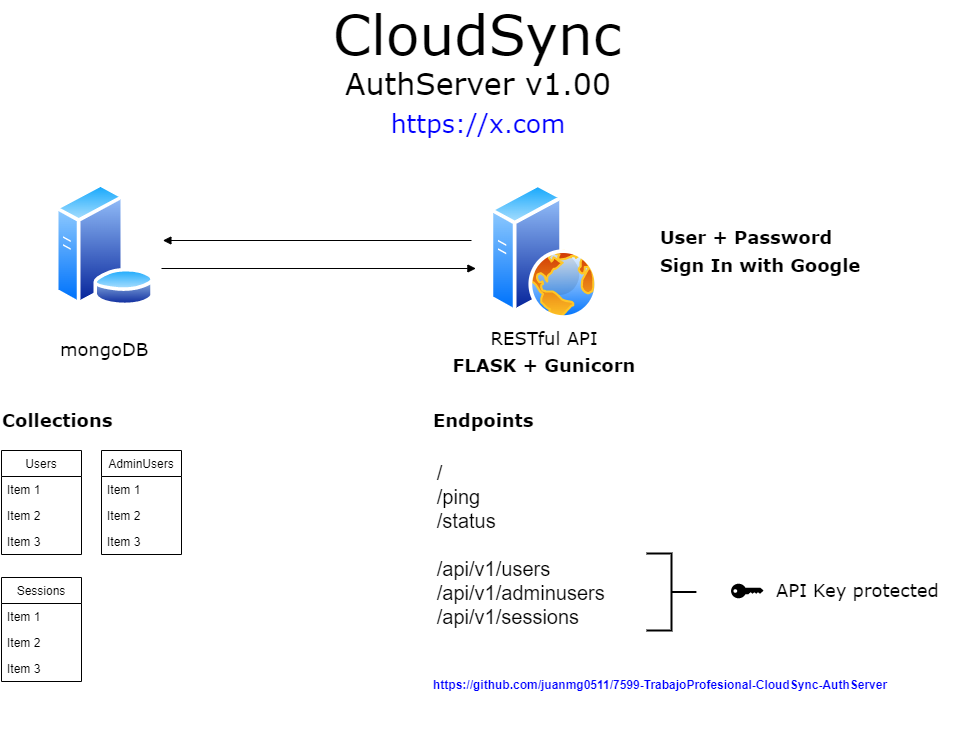 CloudSync
AuthServer v1.00
https://x.com
User + Password
Sign In with Google
mongoDB
RESTful API
FLASK + Gunicorn
Collections
Users
Item 1
Item 2
Item 3
AdminUsers
Item 1
Item 2
Item 3
Sessions
Item 1
Item 2
Item 3
Endpoints
/
/ping
/status
/api/v1/users
/api/v1/adminusers
/api/v1/sessions
API Key protected
https://github.com/juanmg0511/7599-TrabajoProfesional-CloudSync-AuthServer